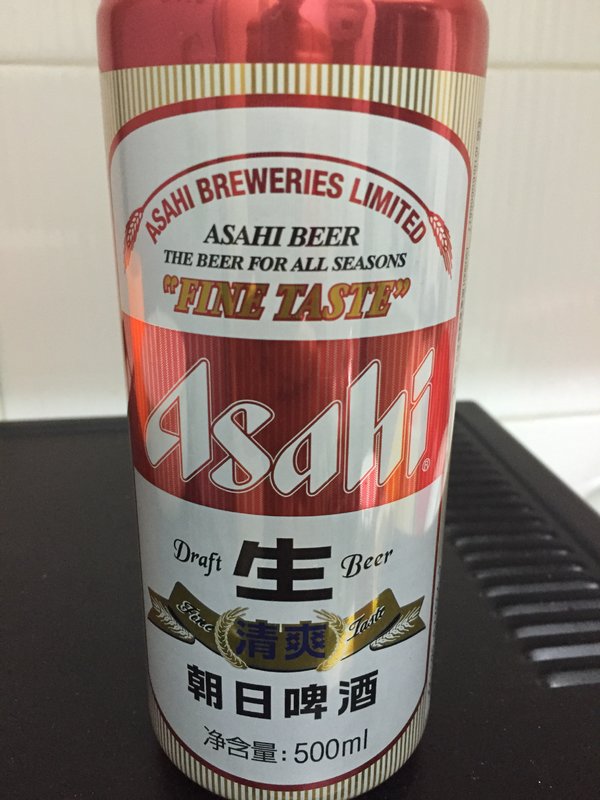 ASAHI BREWERIES LIMITED
ASAHI BEER
THE BEER FOR ALL SEASONS
"FINE TASTE"
Asahi®
Draft 生 Beer
Fine 清爽 Taste
朝日啤酒
净含量:500ml